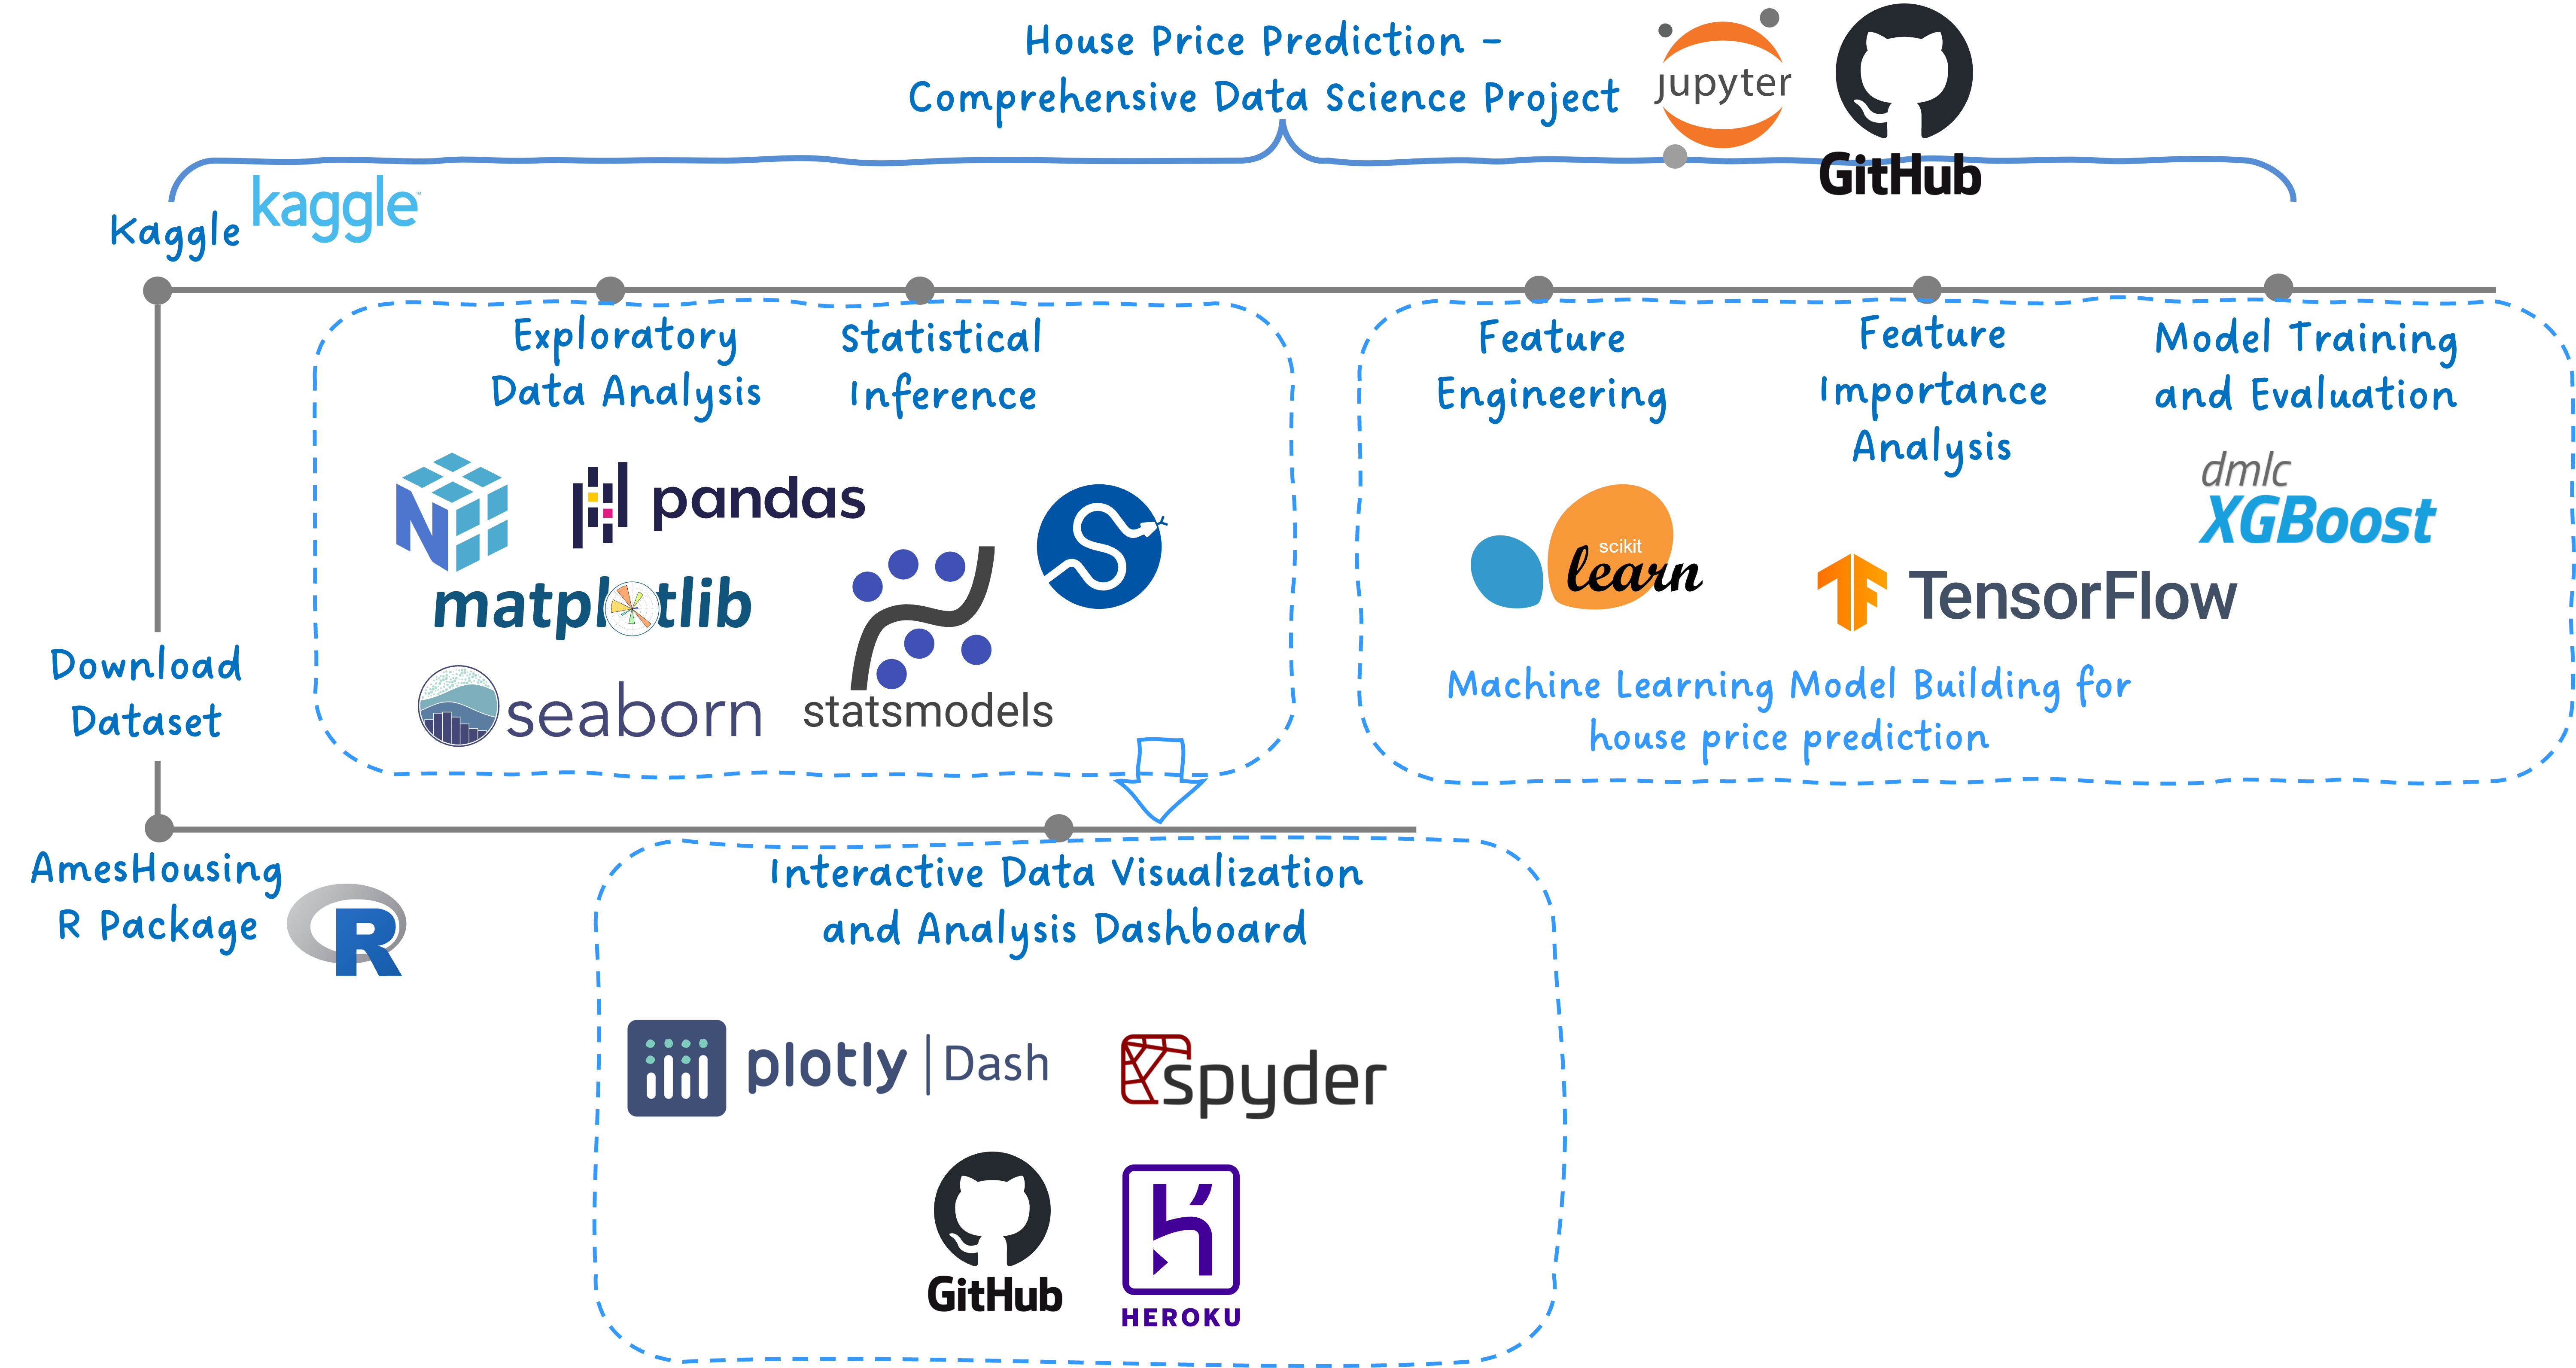 House Price Prediction -
Comprehensive Data Science Project
jupyter
GitHub
Kaggle
kaggle™
Exploratory
Data Analysis
Statistical
Inference
Feature
Engineering
Feature
Importance
Analysis
Model Training
and Evaluation
N
pandas
matplotlib
seaborn
statsmodels
scikit
learn
TensorFlow
dmlc
XGBoost
Machine Learning Model Building for
house price prediction
Download
Dataset
AmesHousing
R Package
R
Interactive Data Visualization
and Analysis Dashboard
plotly | Dash
spyder
GitHub
HEROKU